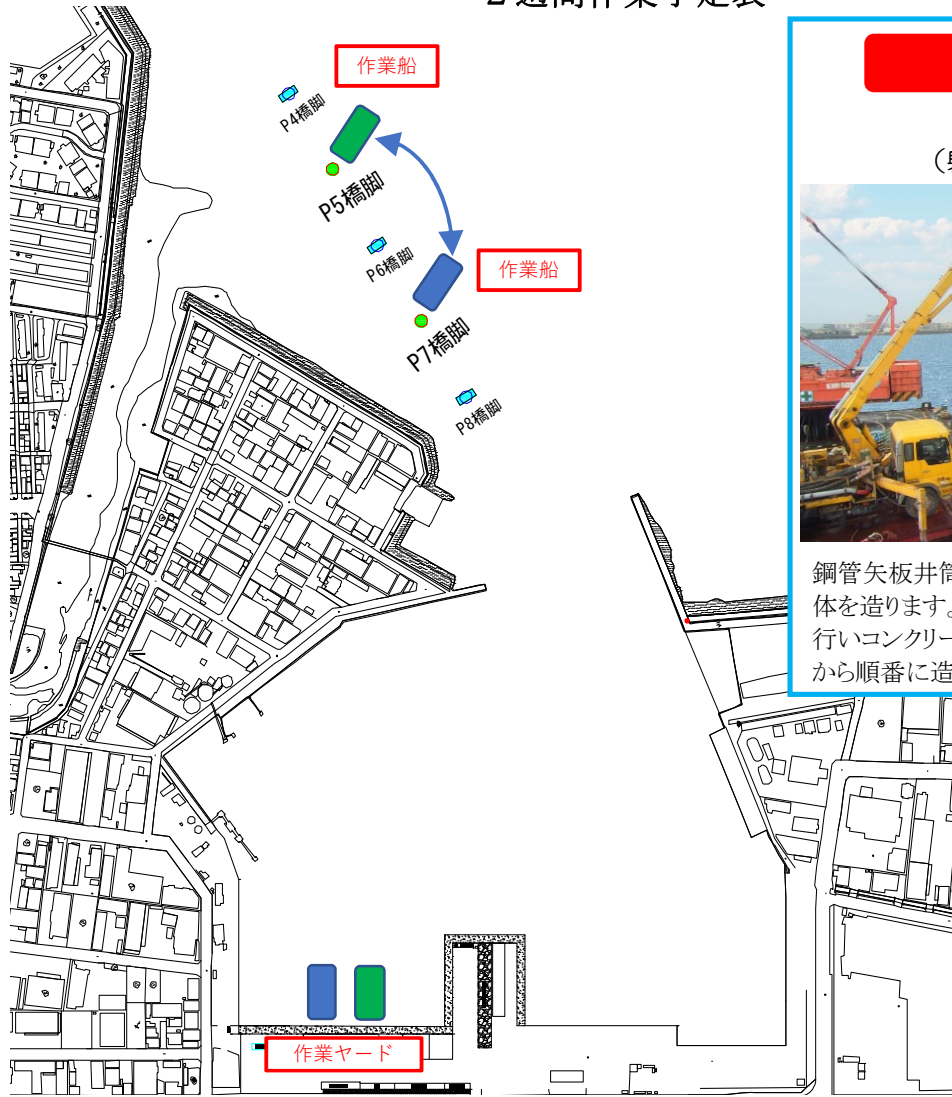 2週間作業予定表
作業船
P4橋脚
P5橋脚
P6橋脚
作業船
P7橋脚
P8橋脚
鋼管矢板井筒
体を造ります。
行いコンクリー
から順番に造
作業ヤード